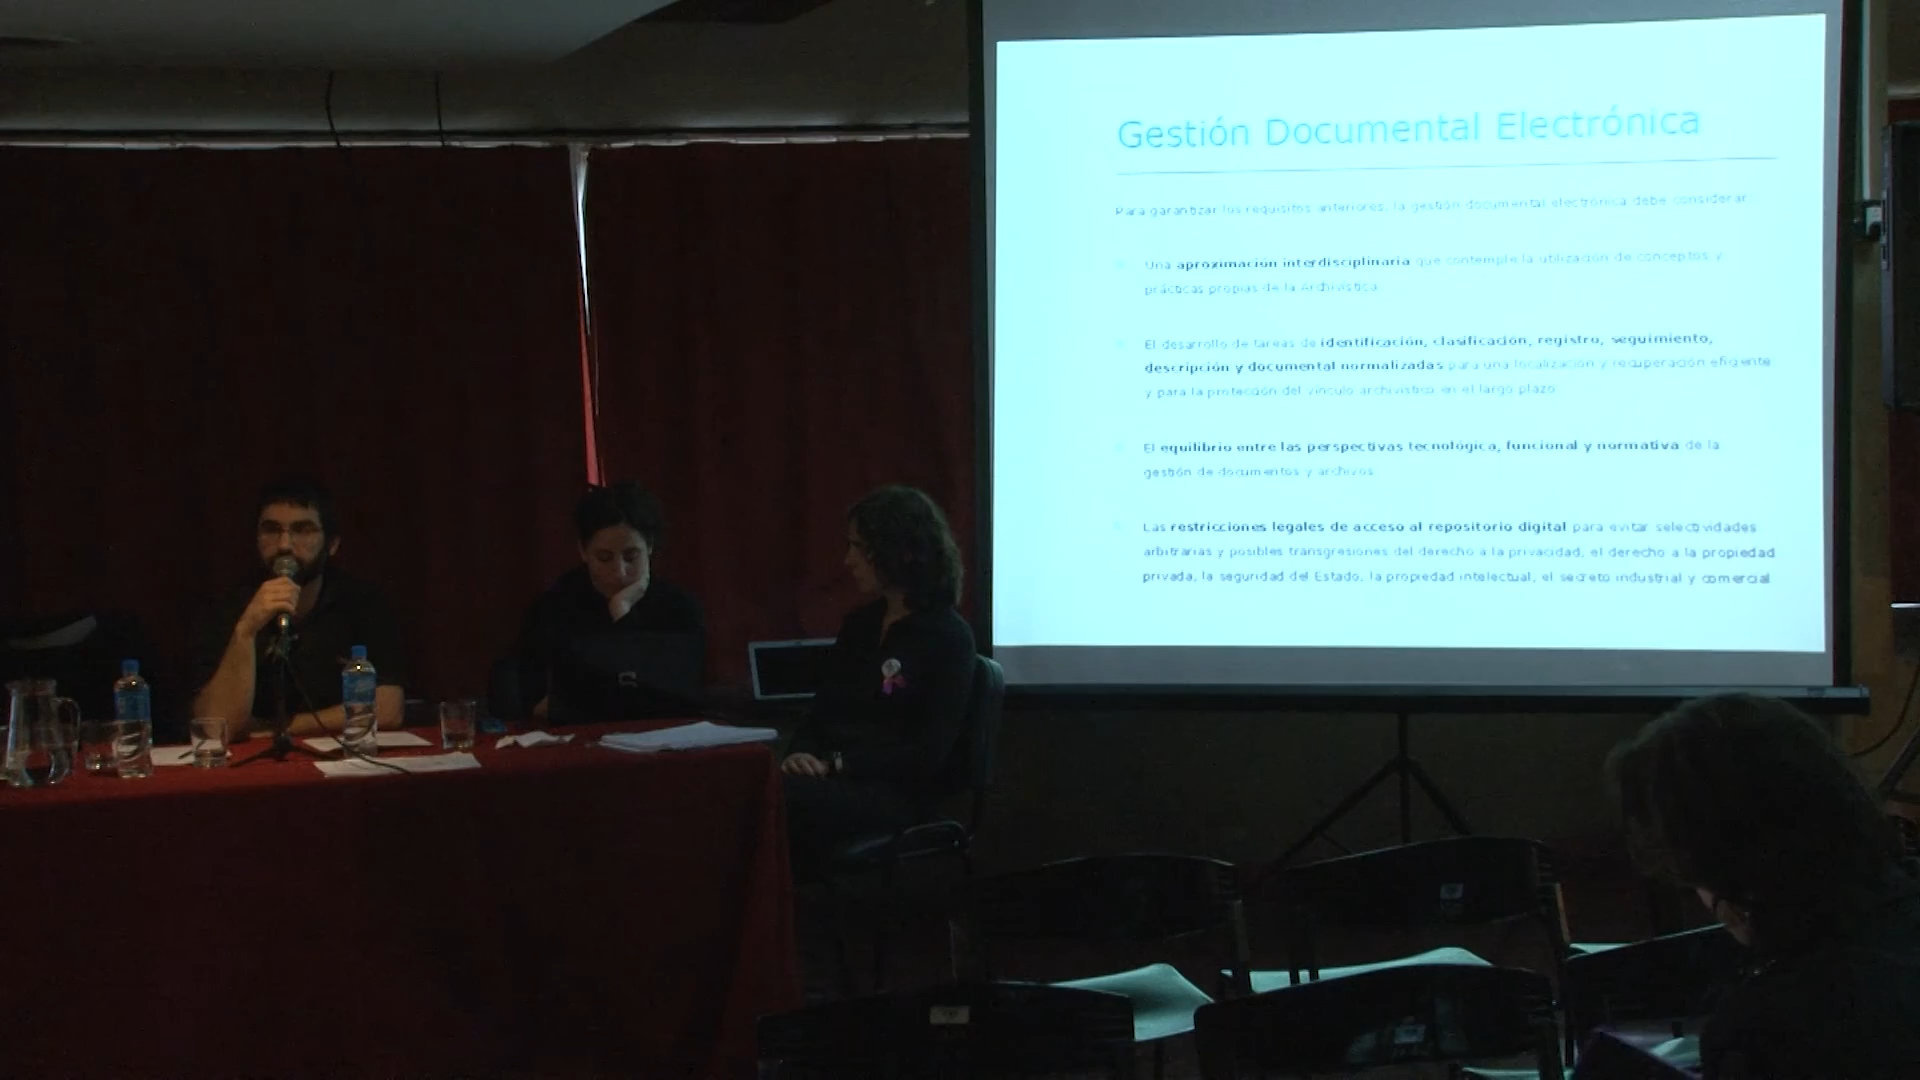 Gestión Documental Electrónica
Para garantizar los requisitos anteriores, la gestión documental electrónica debe considerar:
Una aproximación interdisciplinaria que contemple la utilización de conceptos y
prácticas propias de la Archivística
El desarrollo de tareas de identificación, clasificación, registro, seguimiento,
descripción y documental normalizadas para una localización y recuperación eficiente
y para la protección del vínculo archivístico en el largo plazo
El equilibrio entre las perspectivas tecnológica, funcional y normativa de la
gestión de documentos y archivos
Las restricciones legales de acceso al repositorio digital para evitar selectividades
arbitrarias y posibles transgresiones del derecho a la privacidad, el derecho a la propiedad
privada, la seguridad del Estado, la propiedad intelectual, el secreto industrial y comercial